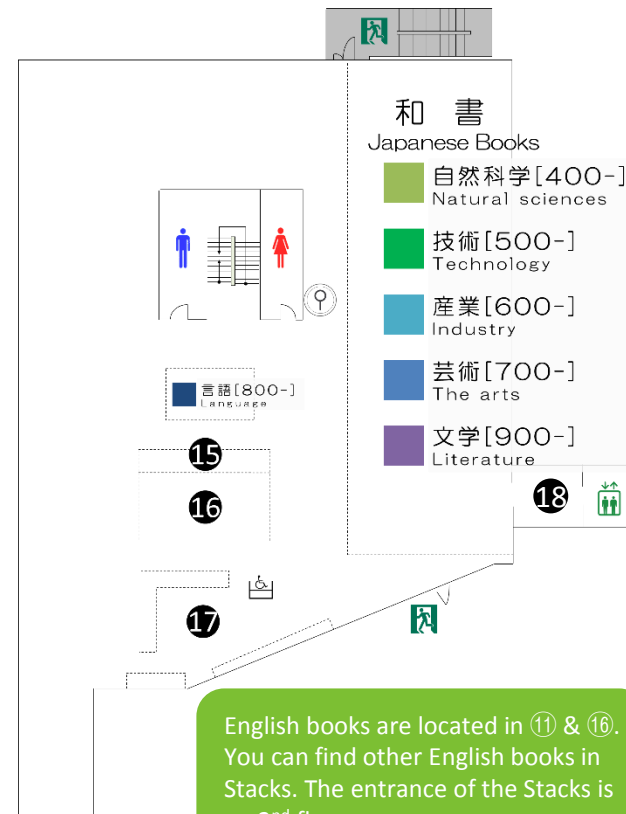 和 書
Japanese Books
自然科学[400-]
Natural sciences
技術[500-]
Technology
産業[600-]
Industry
芸術[700-]
The arts
文学[900-]
Literature
言語[800-]
Language
15
16
17
18
English books are located in ⑪ & ⑯.
You can find other English books in
Stacks. The entrance of the Stacks is